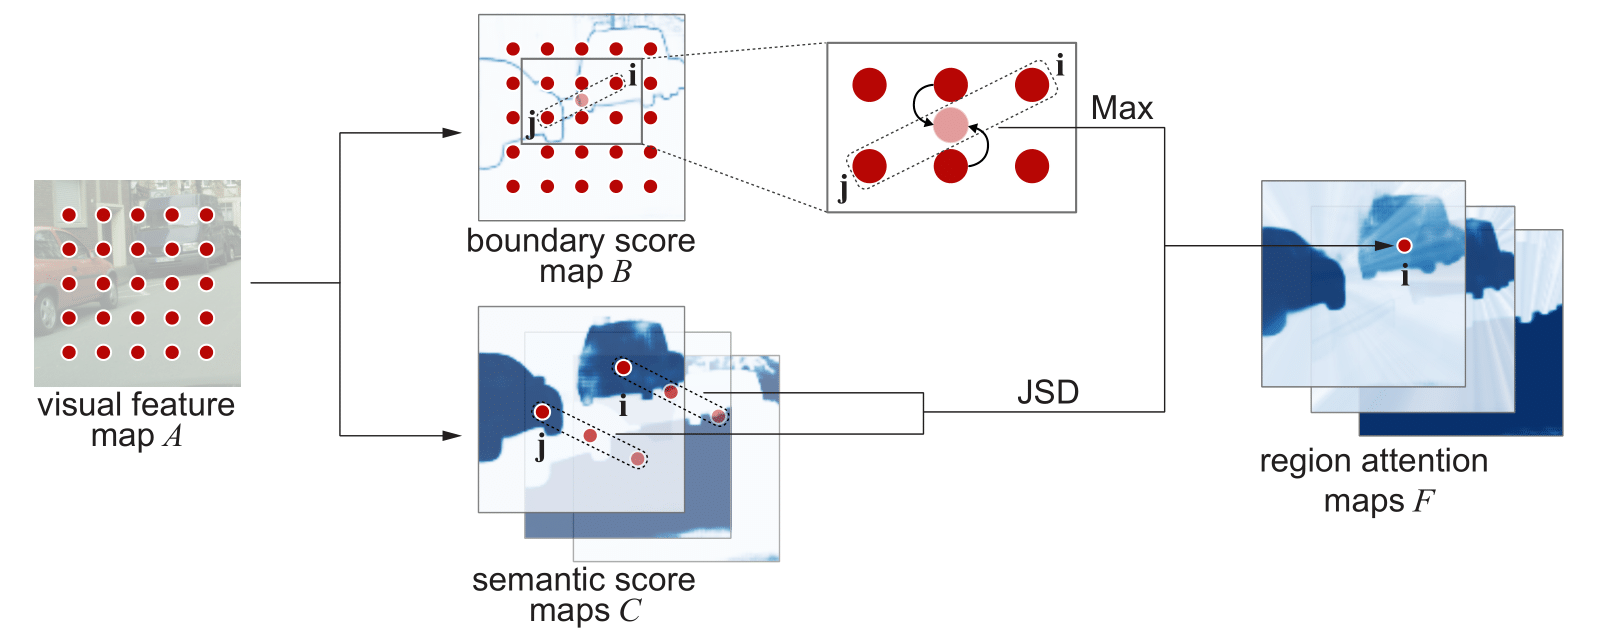 visual feature
map A
i
j
boundary score
map B
i
j
Max
i
j
semantic score
maps C
JSD
i
region attention
maps F